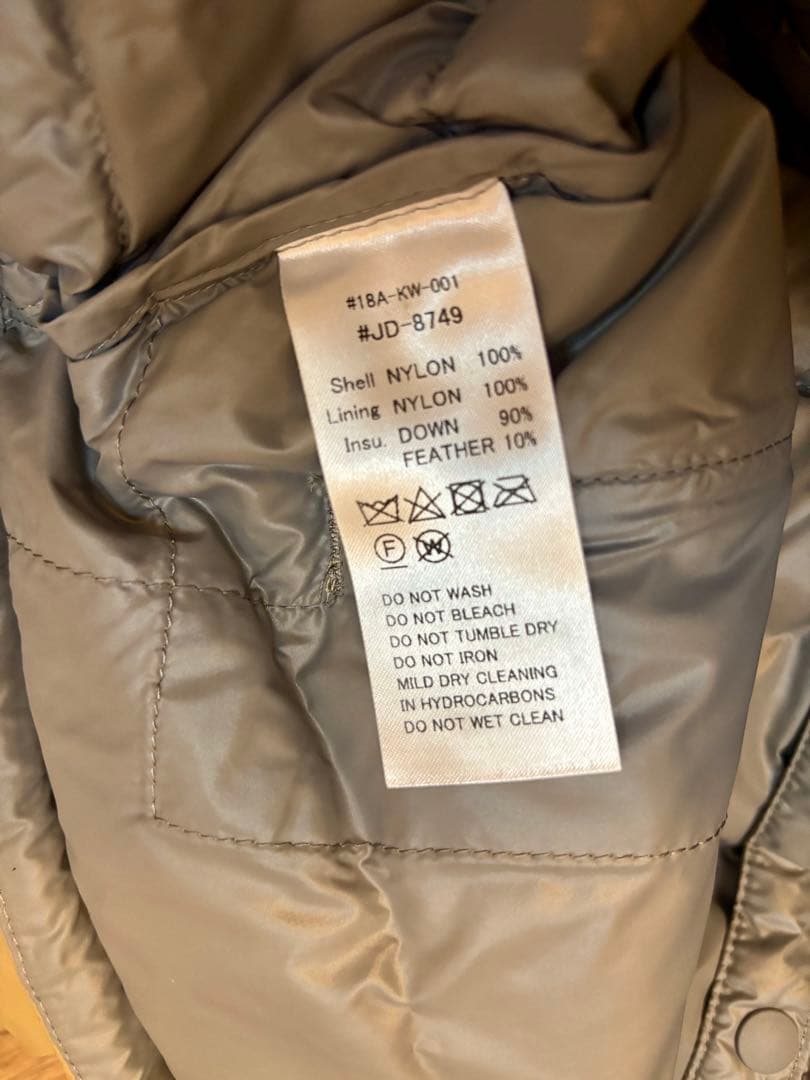 #18A-KW-001
#JD-8749
Shell NYLON 100%
Lining NYLON 100%
Insu. DOWN 90%
FEATHER 10%
F W
DO NOT WASH
DO NOT BLEACH
DO NOT TUMBLE DRY
DO NOT IRON
MILD DRY CLEANING
IN HYDROCARBONS
DO NOT WET CLEAN